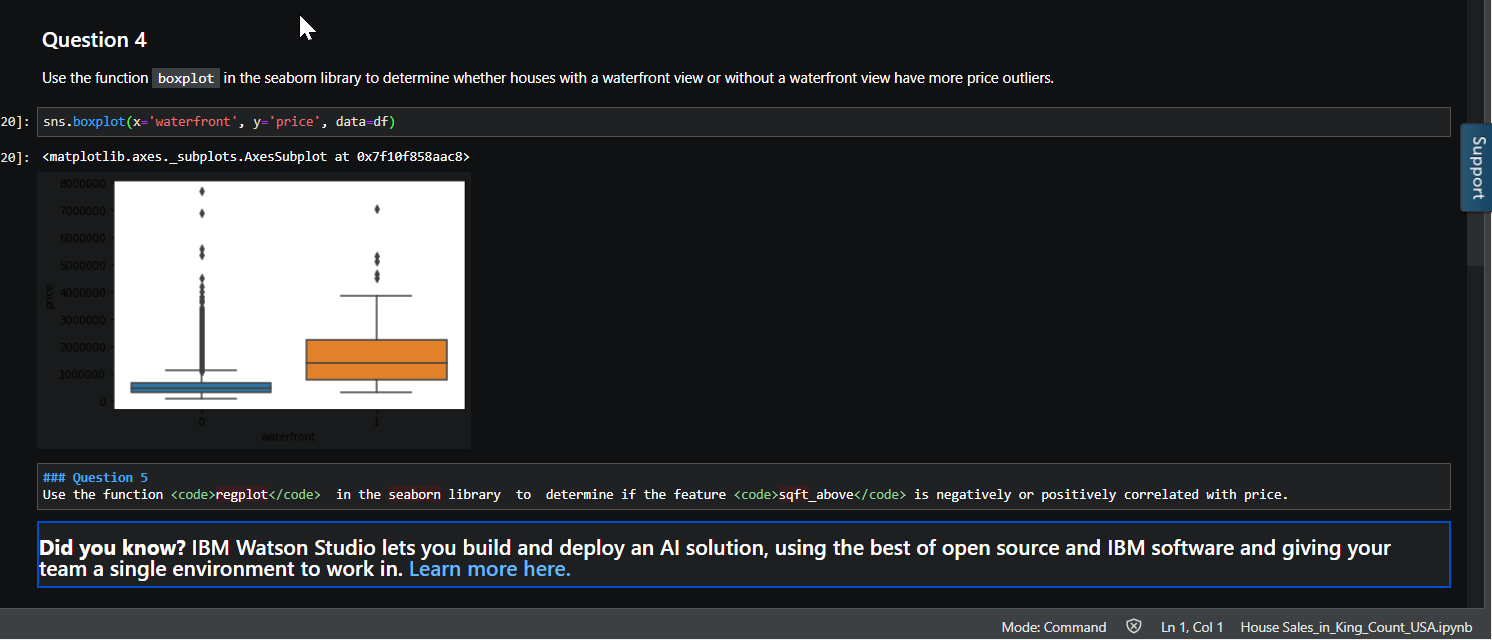 Question 4
Use the function boxplot in the seaborn library to determine whether houses with a waterfront view or without a waterfront view have more price outliers.
20]: sns.boxplot(x='waterfront', y='price', data=df)
20]: <matplotlib.axes._subplots.AxesSubplot at 0x7f10f858aac8>
8000000
7000000
6000000
5000000
4000000
3000000
2000000
1000000
0
price
0 1
waterfront
Support
### Question 5
Use the function <code>regplot</code>  in the seaborn library  to  determine if the feature <code>sqft_above</code> is negatively or positively correlated with price.
Did you know? IBM Watson Studio lets you build and deploy an AI solution, using the best of open source and IBM software and giving your
team a single environment to work in. Learn more here.
Mode: Command Ln 1, Col 1 House Sales_in_King_Count_USA.ipynb